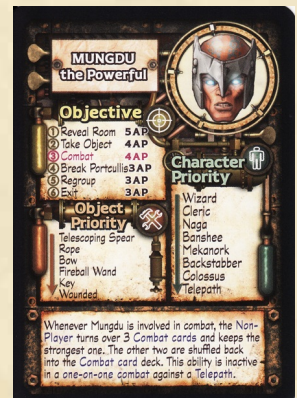 MUNGDU
the Powerful
Objective
① Reveal Room 5AP
② Take Object 4AP
③ Combat 4AP
④ Break Portcullis 3AP
⑤ Regroup 3AP
⑥ Exit 3AP
Object
Priority
Telescoping Spear
Rope
Bow
Fireball Wand
Key
Wounded
Character
Priority
Wizard
Cleric
Naga
Banshee
Mekanork
Backstabber
Colossus
Telepath
Whenever Mungdu is involved in combat, the Non-
Player turns over 3 Combat cards and keeps the
strongest one. The other two are shuffled back
into the Combat card deck. This ability is inactive
in a one-on-one combat against a Telepath.